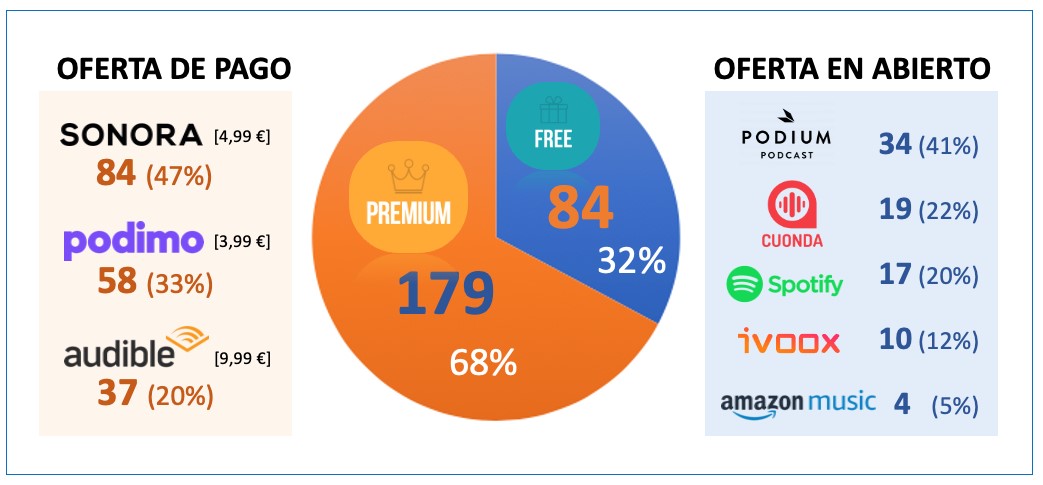 OFERTA DE PAGO
SONORA [4,99 €]
84 (47%)
podimo [3,99 €]
58 (33%)
audible [9,99 €]
37 (20%)
PREMIUM
179
68%
FREE
84
32%
OFERTA EN ABIERTO
PODIUM
PODCAST
34 (41%)
CUONDA
19 (22%)
Spotify 17 (20%)
ivoox 10 (12%)
amazon music 4 (5%)